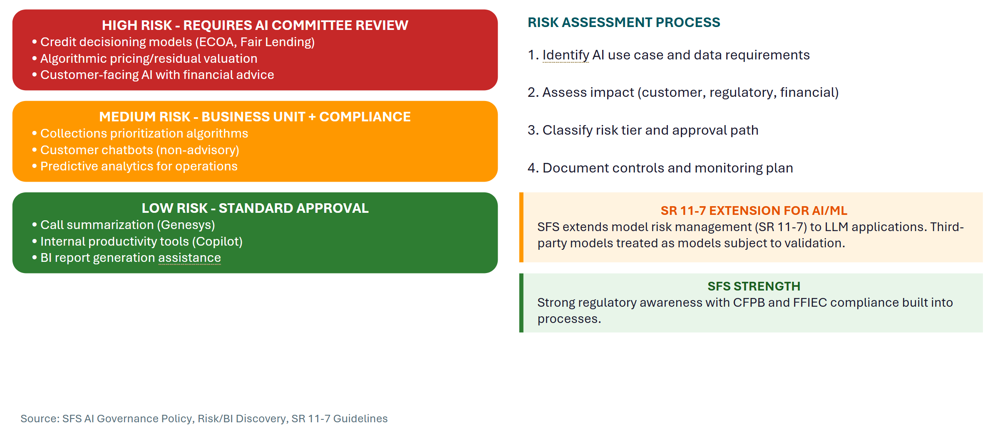 HIGH RISK - REQUIRES AI COMMITTEE REVIEW
• Credit decisioning models (ECOA, Fair Lending)
• Algorithmic pricing/residual valuation
• Customer-facing AI with financial advice
MEDIUM RISK - BUSINESS UNIT + COMPLIANCE
• Collections prioritization algorithms
• Customer chatbots (non-advisory)
• Predictive analytics for operations
LOW RISK - STANDARD APPROVAL
• Call summarization (Genesys)
• Internal productivity tools (Copilot)
• BI report generation assistance
RISK ASSESSMENT PROCESS
1. Identify AI use case and data requirements
2. Assess impact (customer, regulatory, financial)
3. Classify risk tier and approval path
4. Document controls and monitoring plan
SR 11-7 EXTENSION FOR AI/ML
SFS extends model risk management (SR 11-7) to LLM applications. Third-
party models treated as models subject to validation.
SFS STRENGTH
Strong regulatory awareness with CFPB and FFIEC compliance built into
processes.
Source: SFS AI Governance Policy, Risk/BI Discovery, SR 11-7 Guidelines